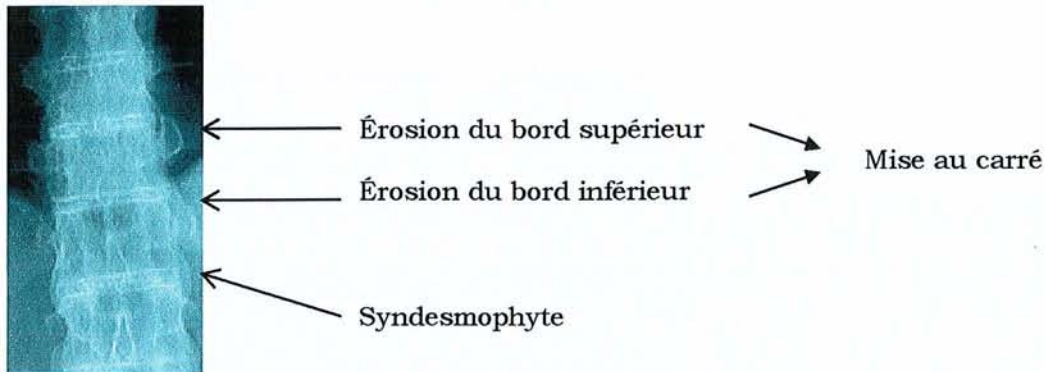 Érosion du bord supérieur
Mise au carré
Érosion du bord inférieur
Syndesmophyte